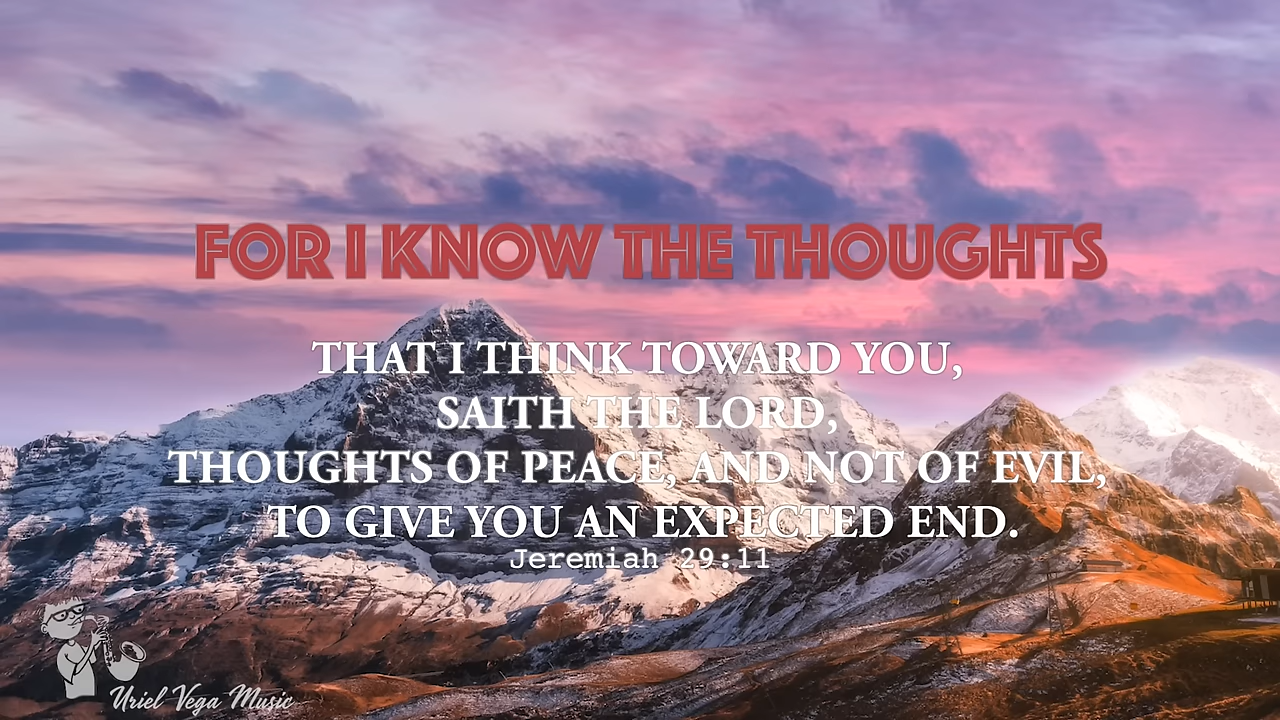 FOR I KNOW THE THOUGHTS
THAT I THINK TOWARD YOU,
SAITH THE LORD,
THOUGHTS OF PEACE, AND NOT OF EVIL,
TO GIVE YOU AN EXPECTED END.
Jeremiah 29:11
Uriel Vega Music